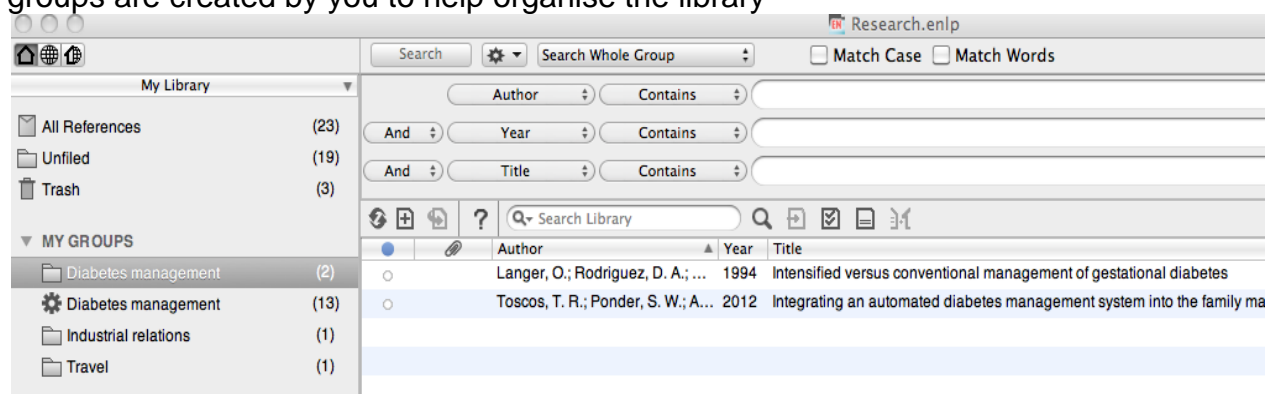 groups are created by you to help organise the library
Research.enlp
Search Search Whole Group Match Case Match Words
My Library
Author Contains
All References (23)
And Year Contains
Unfiled (19)
And Title Contains
Trash (3)
? Search Library
MY GROUPS
Author Year Title
Diabetes management (2)
Langer, O.; Rodriguez, D. A.; ... 1994 Intensified versus conventional management of gestational diabetes
Diabetes management (13)
Toscos, T. R.; Ponder, S. W.; A... 2012 Integrating an automated diabetes management system into the family ma
Industrial relations (1)
Travel (1)